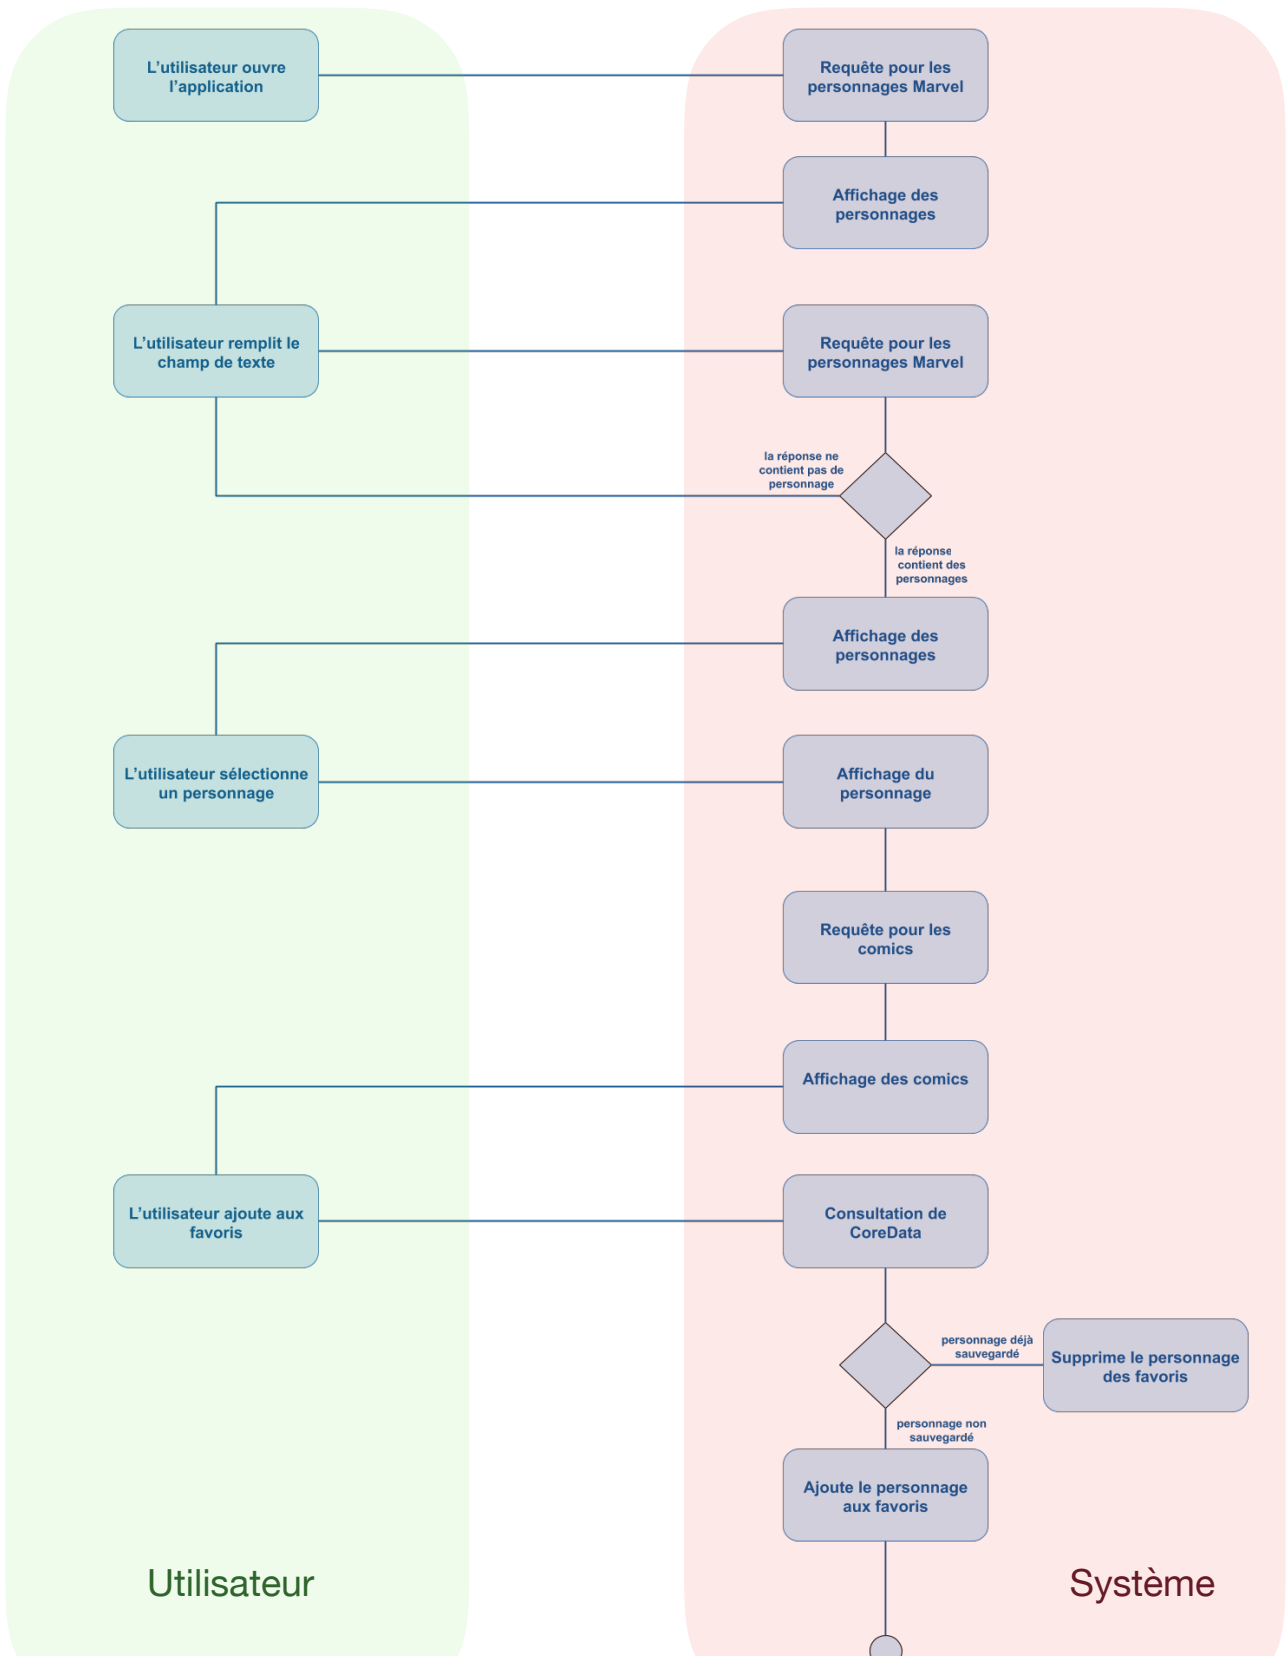 L'utilisateur ouvre
l'application
Requête pour les
personnages Marvel
Affichage des
personnages
L'utilisateur remplit le
champ de texte
Requête pour les
personnages Marvel
la réponse ne
contient pas de
personnage
la réponse
contient des
personnages
Affichage des
personnages
L'utilisateur sélectionne
un personnage
Affichage du
personnage
Requête pour les
comics
Affichage des comics
L'utilisateur ajoute aux
favoris
Consultation de
CoreData
personnage déjà
sauvegardé
Supprime le personnage
des favoris
personnage non
sauvegardé
Ajoute le personnage
aux favoris
Utilisateur
Système